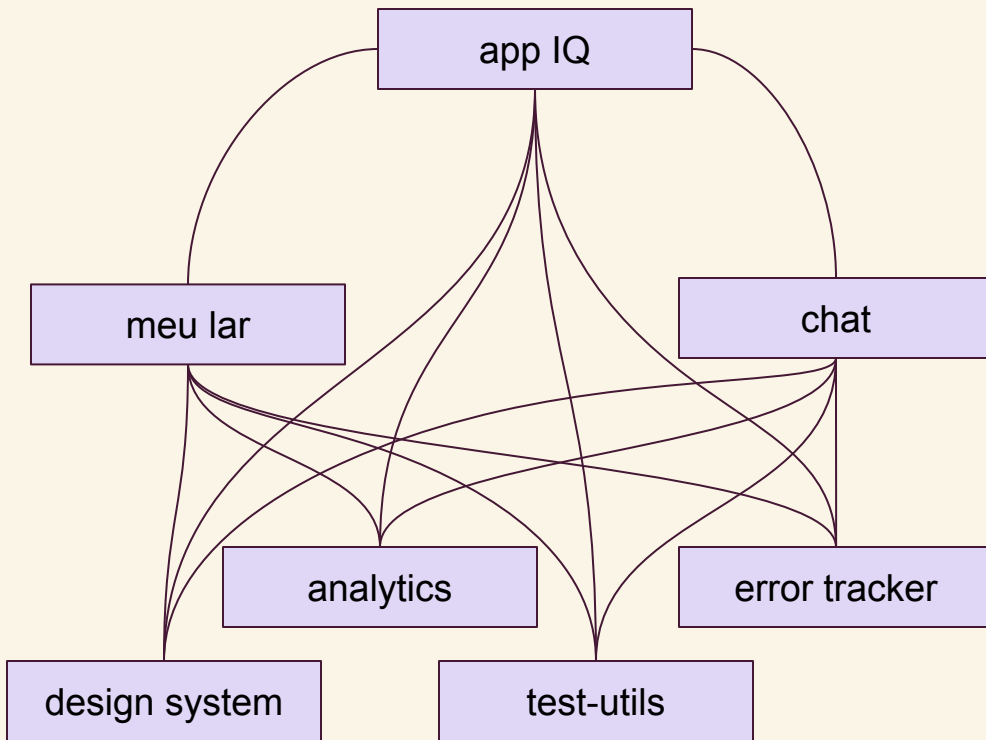 app IQ
meu lar
chat
analytics
error tracker
design system
test-utils